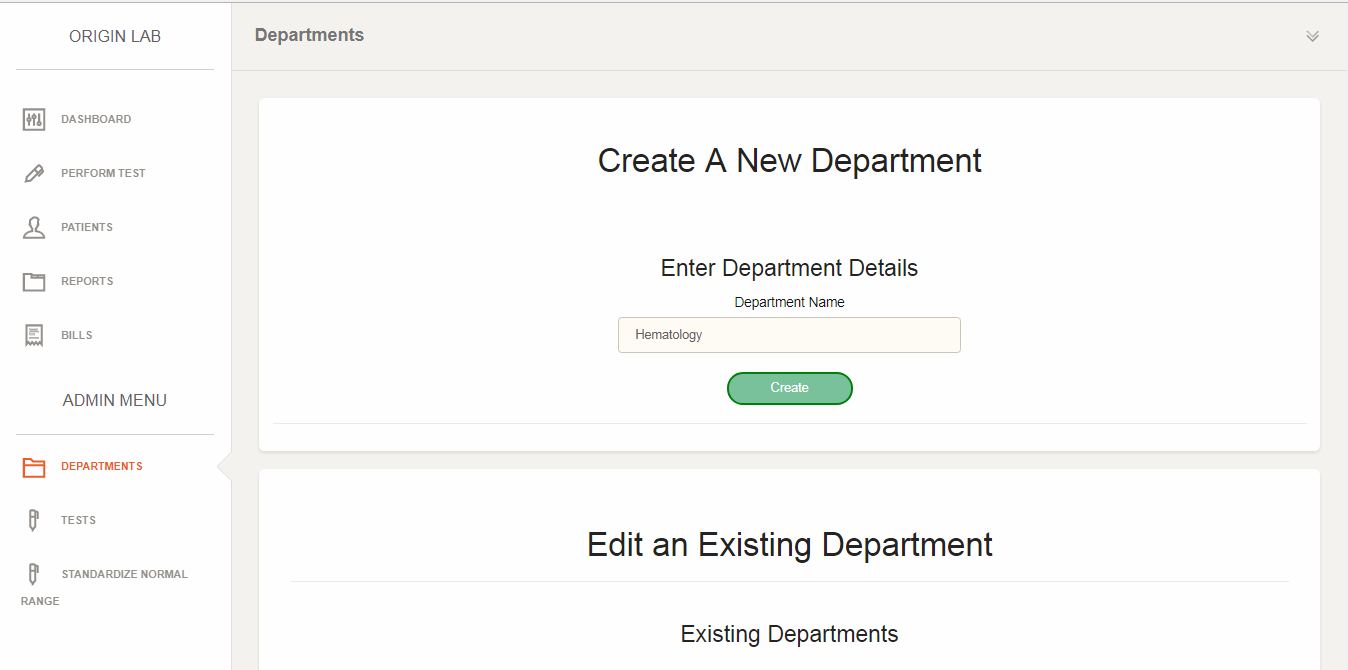 ORIGIN LAB
DASHBOARD
PERFORM TEST
PATIENTS
REPORTS
BILLS
ADMIN MENU
DEPARTMENTS
TESTS
STANDARDIZE NORMAL
RANGE
Departments
Create A New Department
Enter Department Details
Department Name
Hematology
Create
Edit an Existing Department
Existing Departments